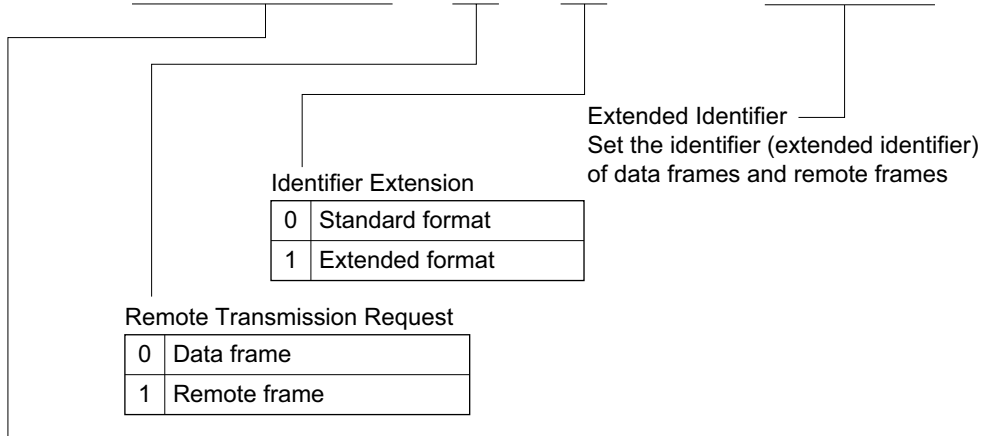 Extended Identifier
Set the identifier (extended identifier)
of data frames and remote frames
Identifier Extension
0 Standard format
1 Extended format
Remote Transmission Request
0 Data frame
1 Remote frame